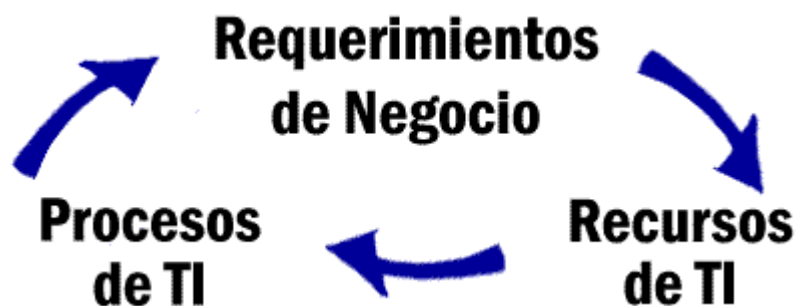 Requerimientos
de Negocio
Procesos
de TI
Recursos
de TI